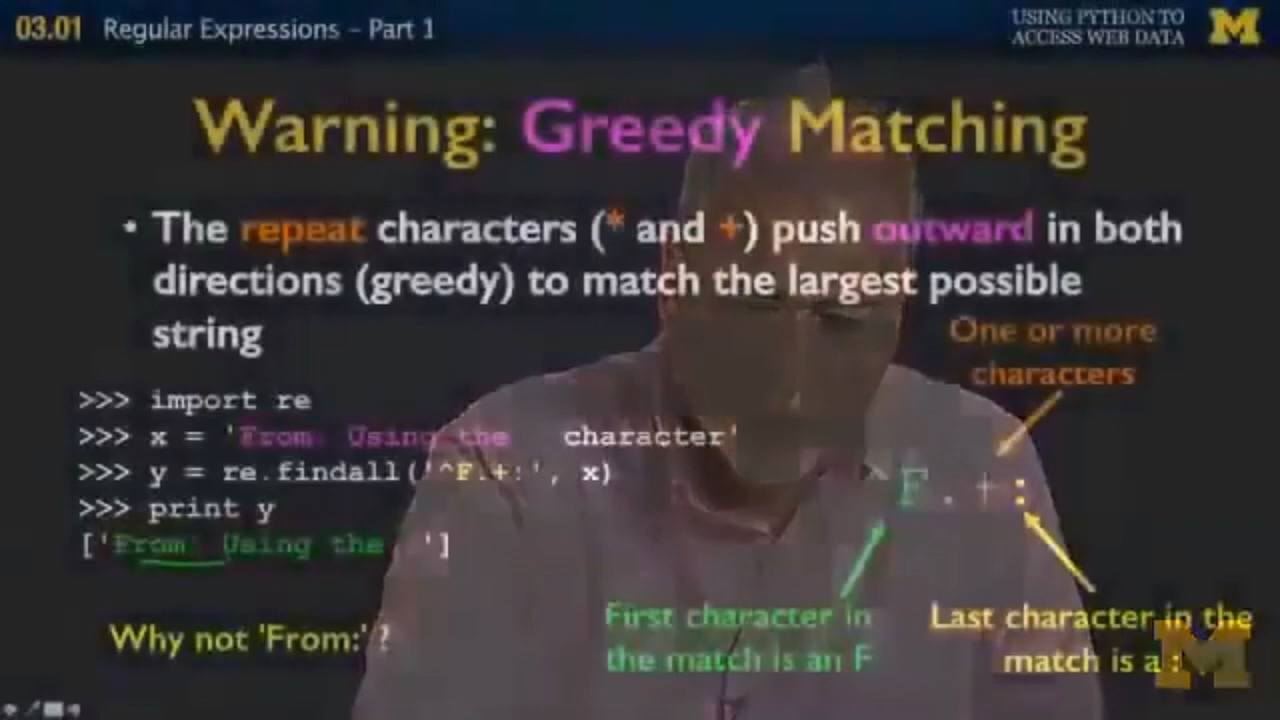 03.01 Regular Expressions – Part 1
USING PYTHON TO
ACCESS WEB DATA
M
Warning: Greedy Matching
• The repeat characters (* and +) push outward in both
directions (greedy) to match the largest possible
string
One or more
characters
>>> import re
>>> x = 'From: Using the   character'
>>> y = re.findall('^F.+:', x)
>>> print y
['From: Using the   ']
^F.+:
Why not 'From:' ?
First character in
the match is an F
Last character in the
match is a :
M